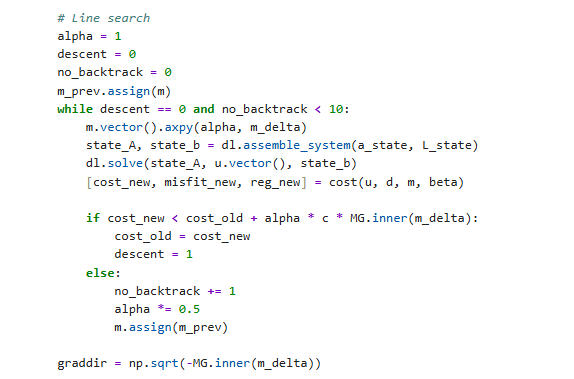 # Line search
alpha = 1
descent = 0
no_backtrack = 0
m_prev.assign(m)
while descent == 0 and no_backtrack < 10:
    m.vector().axpy(alpha, m_delta)
    state_A, state_b = dl.assemble_system(a_state, L_state)
    dl.solve(state_A, u.vector(), state_b)
    [cost_new, misfit_new, reg_new] = cost(u, d, m, beta)

    if cost_new < cost_old + alpha * c * MG.inner(m_delta):
        cost_old = cost_new
        descent = 1
    else:
        no_backtrack += 1
        alpha *= 0.5
        m.assign(m_prev)

graddir = np.sqrt(-MG.inner(m_delta))